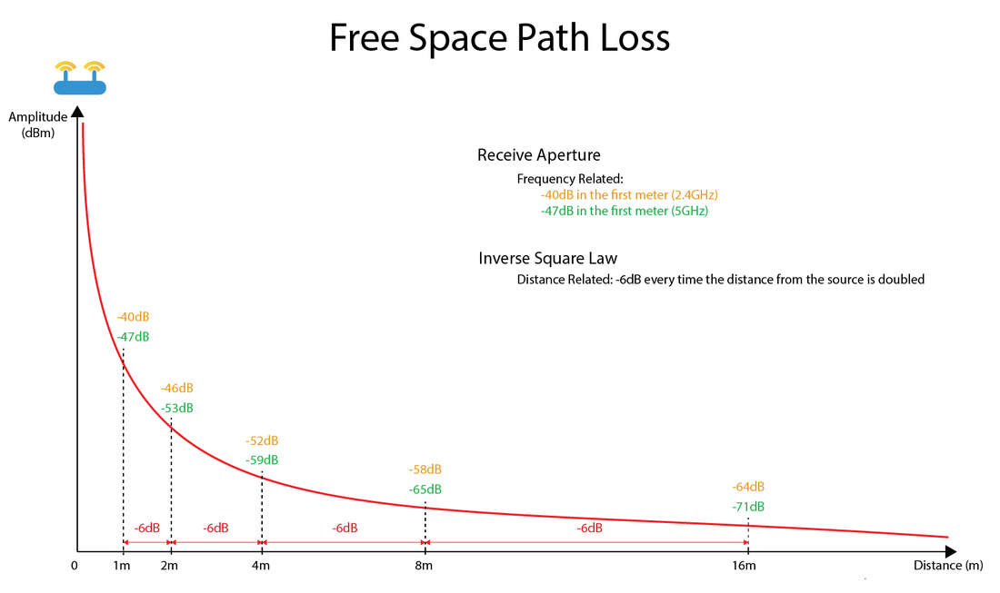 Free Space Path Loss
Amplitude
(dBm)
Receive Aperture
Frequency Related:
-40dB in the first meter (2.4GHz)
-47dB in the first meter (5GHz)
Inverse Square Law
Distance Related: -6dB every time the distance from the source is doubled
-40dB
-47dB
-46dB
-53dB
-52dB
-59dB
-58dB
-65dB
-64dB
-71dB
-6dB
-6dB
-6dB
-6dB
0
1m
2m
4m
8m
16m
Distance (m)